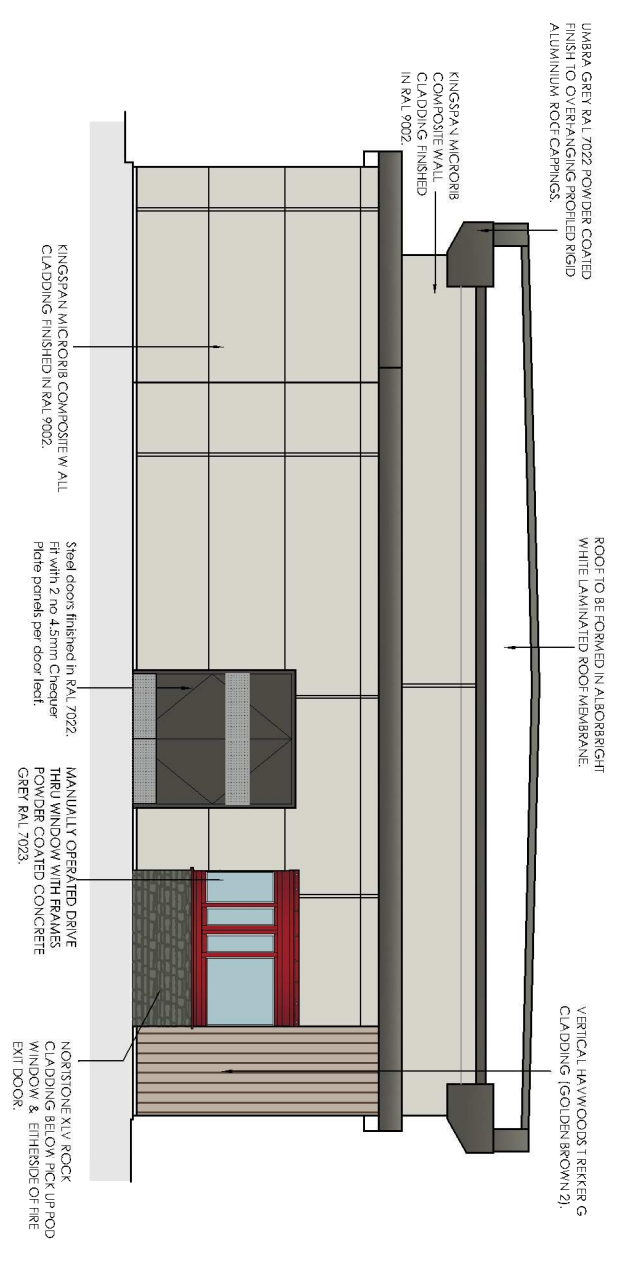 UMBRA GREY RAL 7022 POWDER COATED
FINISH TO OVERHANGING PROFILED RIGID
ALUMINIUM ROOF CAPPINGS.
KINGSPAN MICRORIB
COMPOSITE WALL
CLADDING FINISHED
IN RAL 9002.
ROOF TO BE FORMED IN ALBORBRIGHT
WHITE LAMINATED ROOF MEMBRANE.
VERTICAL HAVWOODS TREKKER G
CLADDING (GOLDEN BROWN 2).
KINGSPAN MICRORIB COMPOSITE WALL
CLADDING FINISHED IN RAL 9002.
Steel doors finished in RAL 7022.
Fit with 2 no 4.5mm Chequer
Plate panels per door leaf.
MANUALLY OPERATED DRIVE
THRU WINDOW WITH FRAMES
POWDER COATED CONCRETE
GREY RAL 7023.
NORTSTONE XLV ROCK
CLADDING BELOW PICK UP POD
WINDOW & EITHERSIDE OF FIRE
EXIT DOOR.